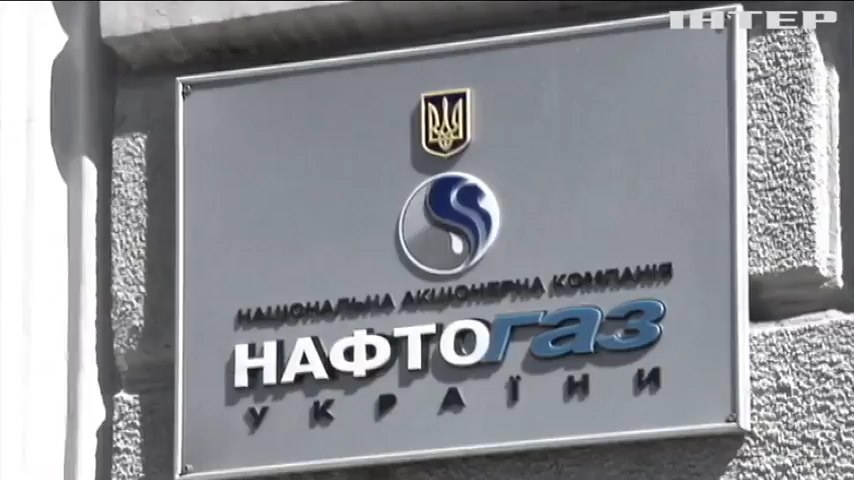 ІНТЕР
НАЦІОНАЛЬНА АКЦІОНЕРНА КОМПАНІЯ
НАФТОГАЗ
УКРАЇНИ